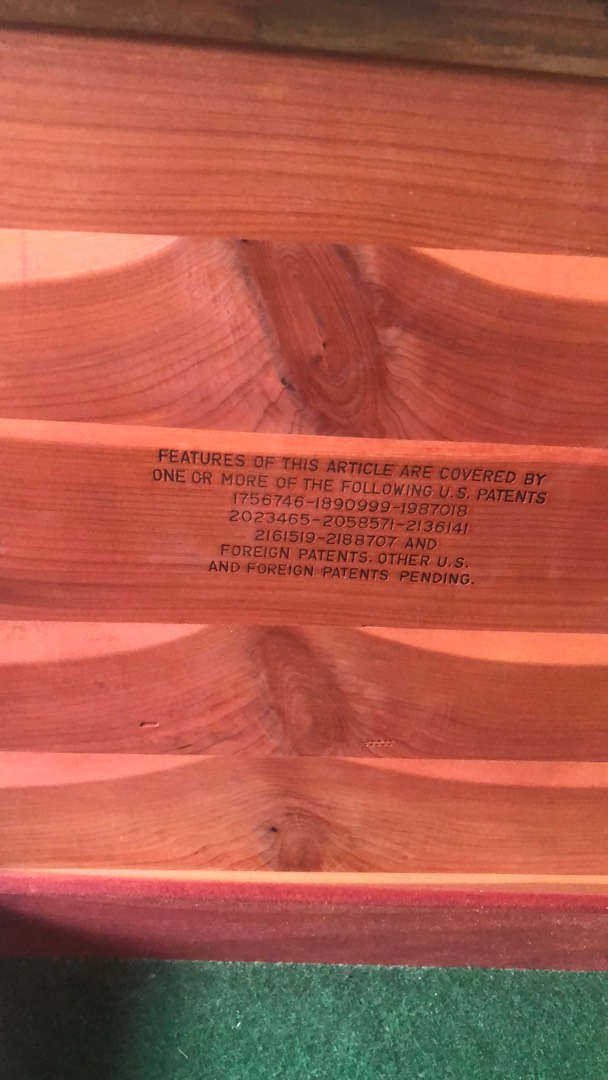 FEATURES OF THIS ARTICLE ARE COVERED BY
ONE OR MORE OF THE FOLLOWING U.S. PATENTS
1756746-1890999-1987018
2023465-2058571-2136141
2161519-2188707 AND
FOREIGN PATENTS. OTHER U.S.
AND FOREIGN PATENTS PENDING.